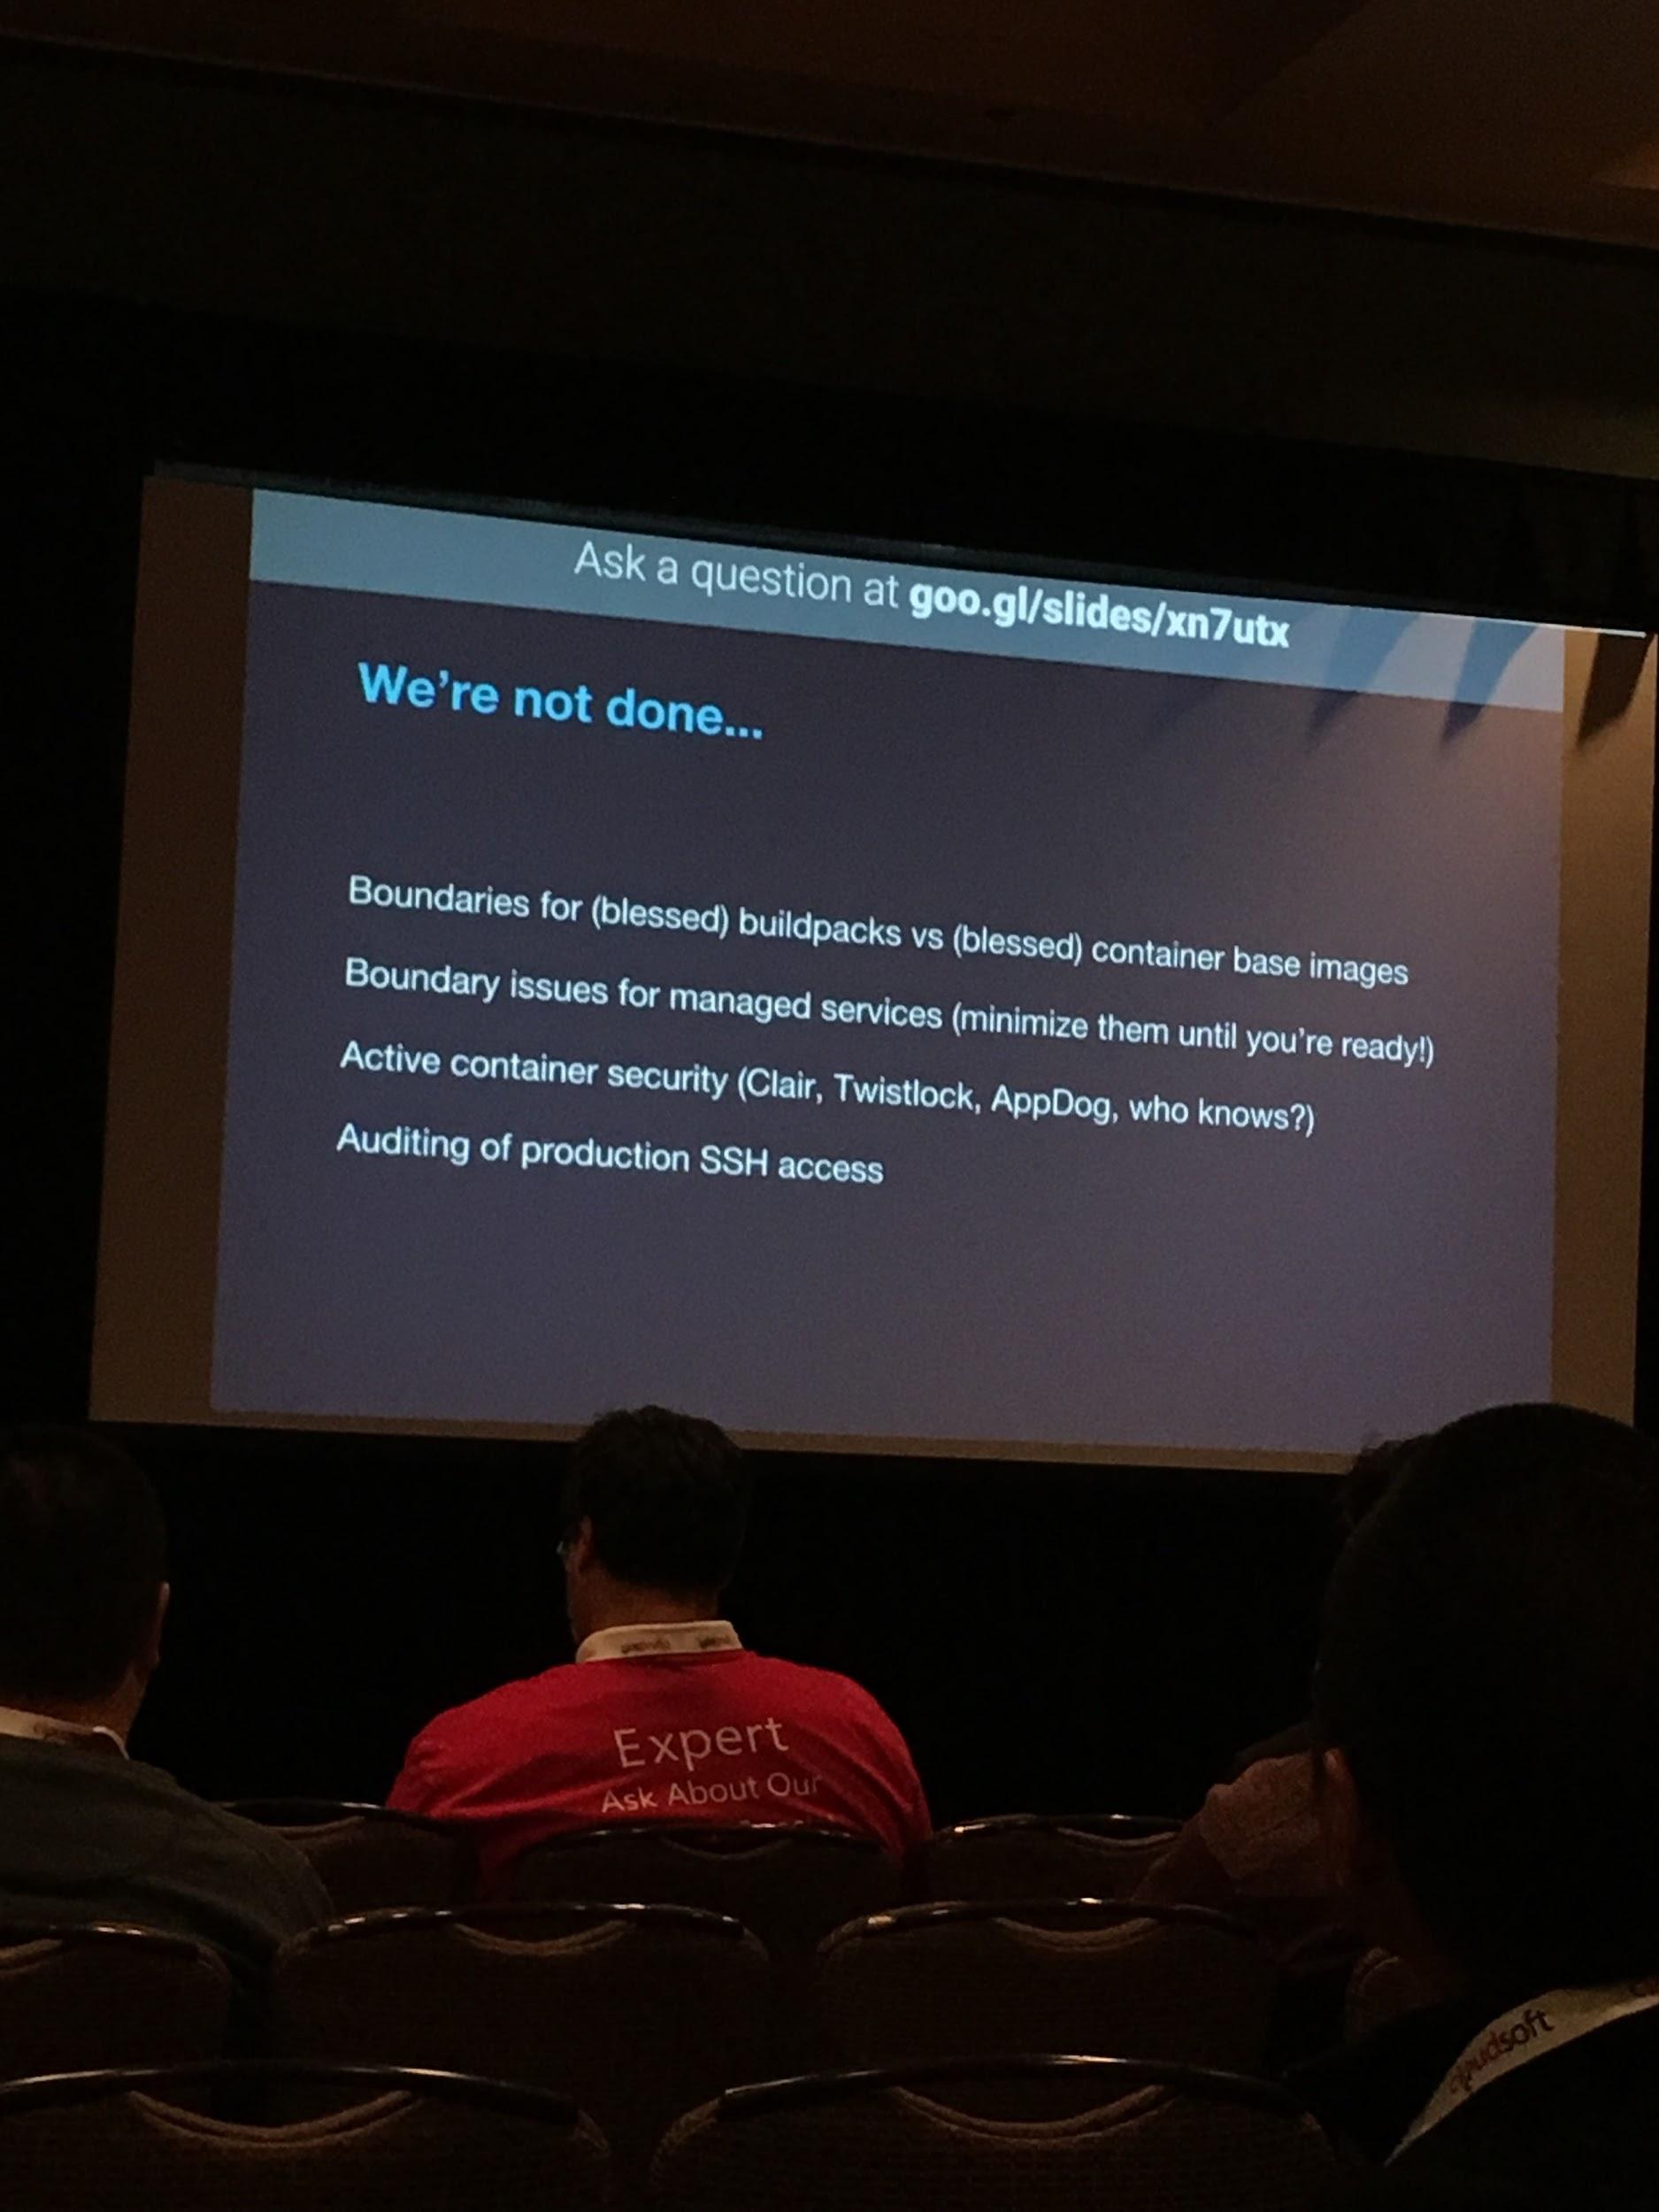 Ask a question at goo.gl/slides/xn7utx
We're not done...
Boundaries for (blessed) buildpacks vs (blessed) container base images
Boundary issues for managed services (minimize them until you're ready!)
Active container security (Clair, Twistlock, AppDog, who knows?)
Auditing of production SSH access
Expert
Ask About Our